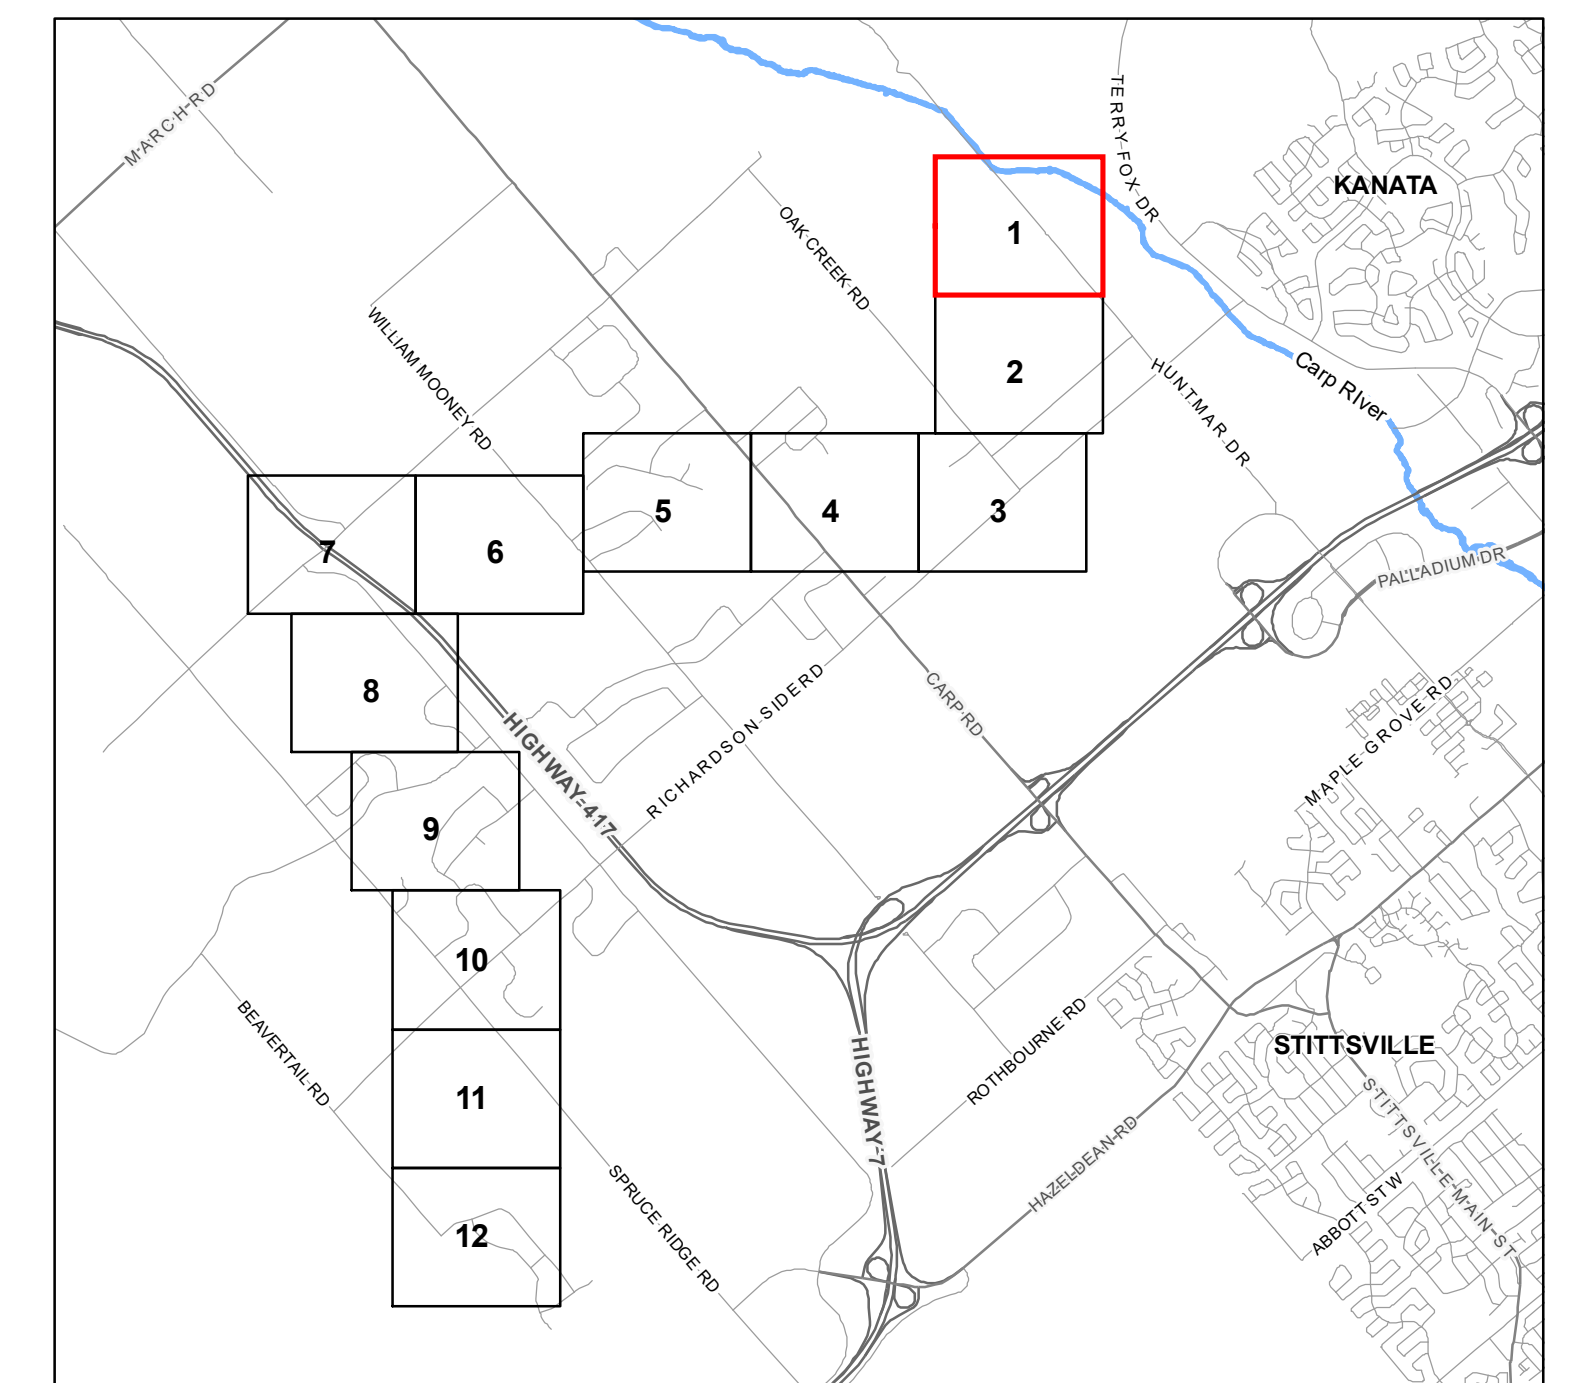 MARCH RD
TERRY FOX DR
KANATA
OAK CREEK RD
1
WILLIAM MOONEY RD
2
HUNTMAR DR
Carp RIver
5
4
3
7
6
PALLADIUM DR
8
CARP RD
RICHARDSON SIDE RD
HIGHWAY 417
MAPLE GROVE RD
9
10
BEAVERTAIL RD
HIGHWAY 7
ROTHBOURNE RD
STITTSVILLE
11
STITTSVILLE MAIN ST
HAZELDEAN RD
SPRUCE RIDGE RD
ABBOTT ST W
12